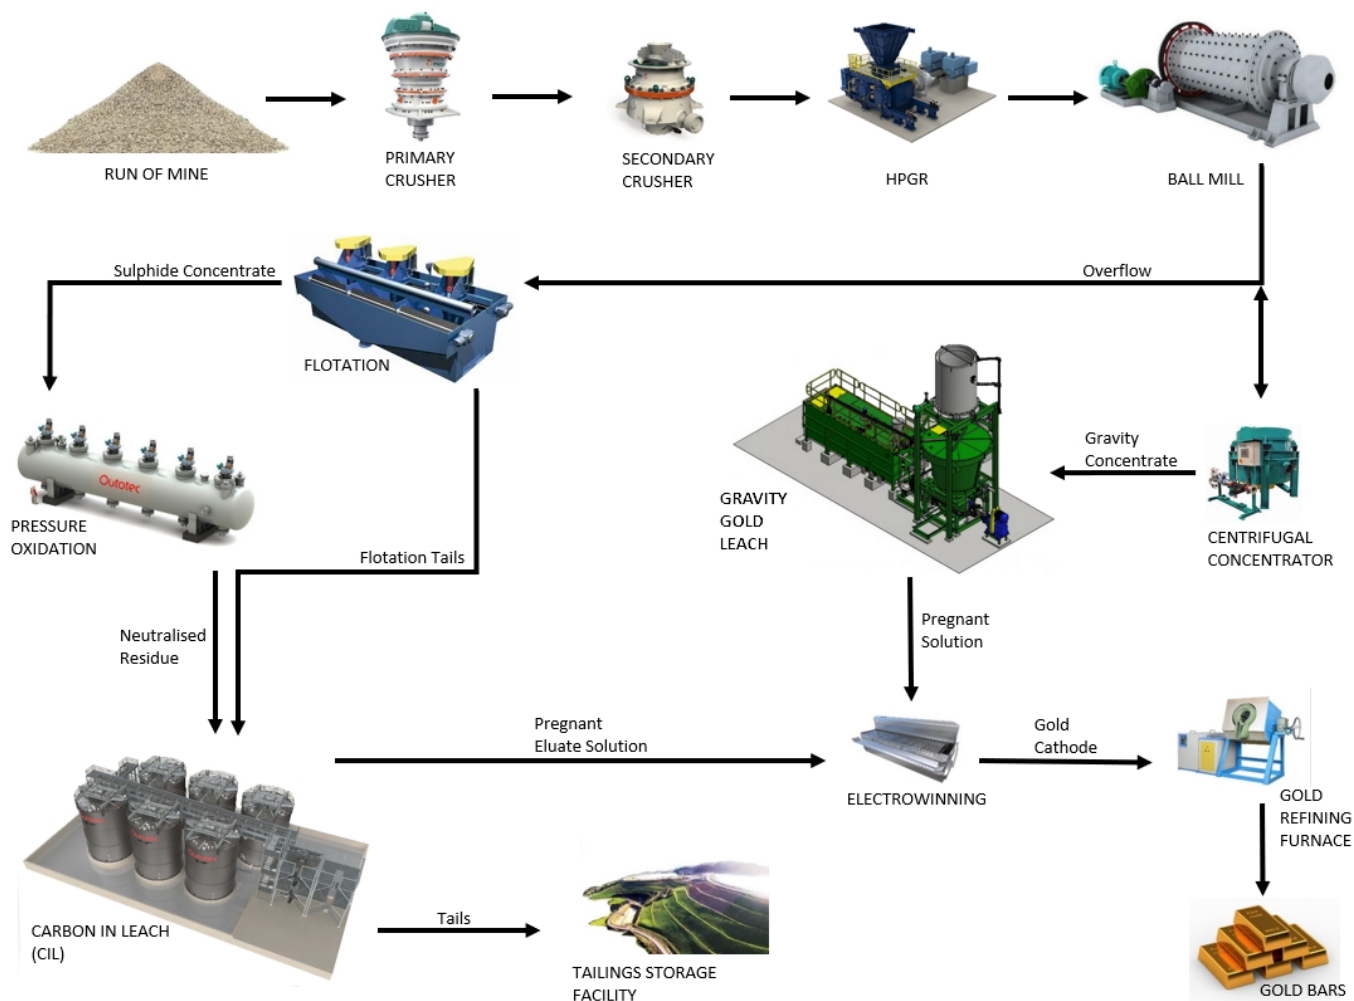 RUN OF MINE
PRIMARY
CRUSHER
SECONDARY
CRUSHER
HPGR
BALL MILL
Sulphide Concentrate
Overflow
FLOTATION
Gravity
Concentrate
Outotec
PRESSURE
OXIDATION
GRAVITY
GOLD
LEACH
CENTRIFUGAL
CONCENTRATOR
Flotation Tails
Neutralised
Residue
Pregnant
Solution
Pregnant
Eluate Solution
Gold
Cathode
ELECTROWINNING
GOLD
REFINING
FURNACE
Outotec
CARBON IN LEACH
(CIL)
Tails
TAILINGS STORAGE
FACILITY
GOLD BARS